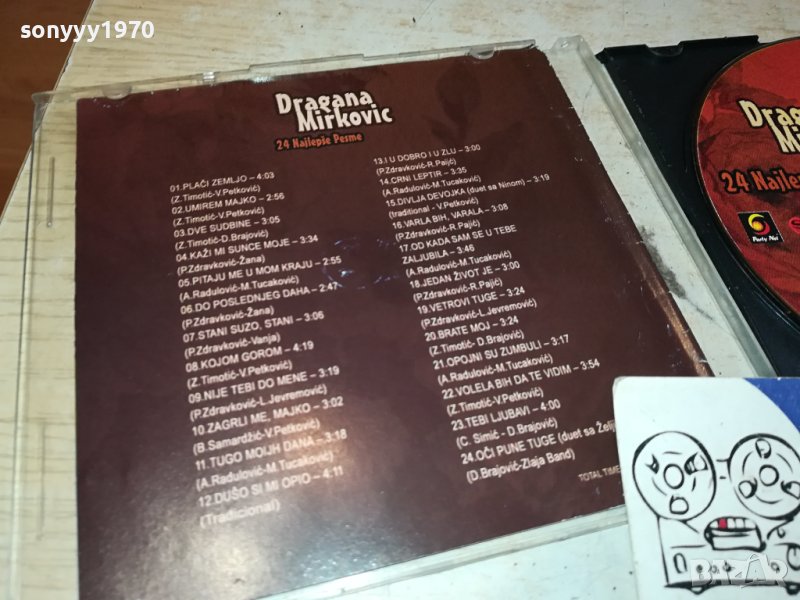 sonyyy1970
Dragana
Mirkovic
24 Najlepše Pesme
01.PLAČI ZEMLJO – 4:03
(Z.Timotić-V.Petković)
02.UMIREM MAJKO – 2:56
(Z.Timotić-V.Petković)
03.DVE SUDBINE – 3:05
(Z.Timotić-D.Brajović)
04.KAŽI MI SUNCE MOJE – 3:34
(P.Zdravković-Žana)
05.PITAJU ME U MOM KRAJU – 2:55
(A.Radulović-M.Tucaković)
06.DO POSLEDNJEG DAHA – 2:47
(P.Zdravković-Žana)
07.STANI SUZO, STANI – 3:06
(P.Zdravković-Vanja)
08.KOJOM GOROM – 4:19
(Z.Timotić-V.Petković)
09.NIJE TEBI DO MENE – 3:19
(P.Zdravković-L.Jevremović)
10.ZAGRLI ME, MAJKO – 3:02
(B.Samardžić-V.Petković)
11.TUGO MOIJH DANA – 3:18
(A.Radulović-M.Tucaković)
12.DUŠO SI MI OPIO – 4:11
(Tradicional)
13.I U DOBRO I U ZLU – 3:00
(P.Zdravković-R.Paijć)
14.CRNI LEPTIR – 3:35
(A.Radulović-M.Tucaković)
15.DIVLJA DEVOJKA (duet sa Ninom) – 3:19
(traditional - V.Petković)
16.VARLA BIH, VARALA – 3:08
(P.Zdravković-R.Pajić)
17.OD KADA SAM SE U TEBE
ZALJUBILA – 3:46
(A.Radulović-M.Tucaković)
18.JEDAN ŽIVOT JE – 3:00
(P.Zdravković-R.Pajić)
19.VETROVI TUGE – 3:24
(P.Zdravković-L.Jevremović)
20.BRATE MOJ – 3:24
(Z.Timotić- D.Brajović)
21.OPOJNI SU ZUMBULI – 3:17
(A.Radulović-M.Tucaković)
22.VOLELA BIH DA TE VIDIM – 3:54
(Z.Timotić-V.Petković)
23.TEBI LJUBAVI – 4:00
(C. Simić - D.Brajović)
24.OČI PUNE TUGE (duet sa Želj
(D.Brajović-Zlaja Band)
TOTAL TIME
Draga
Mi
24 Najle
Party Net
BAZAR